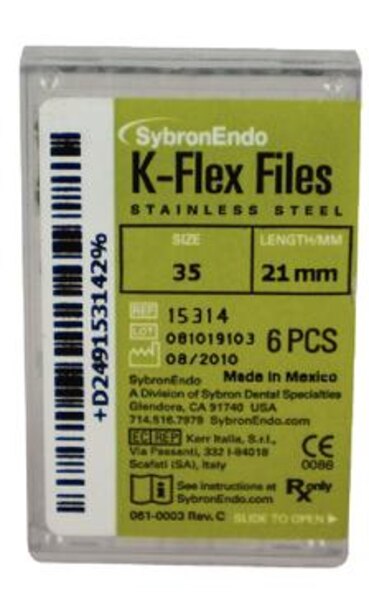 SybronEndo
K-Flex Files
STAINLESS STEEL
SIZE
35
LENGTH/MM
21 mm
REF 15314
LOT 081019103
08/2010
6 PCS
SybronEndo Made in Mexico
A Division of Sybron Dental Specialties
Glendora, CA 91740 USA
714.516.7979 SybronEndo.com
EC REP Kerr Italia, S.r.l.,
Via Passanti, 332 I-84018
Scafati (SA), Italy
CE
0086
See instructions at
SybronEndo.com
Rx only
061-0003 Rev. C SLIDE TO OPEN
+D249153142%